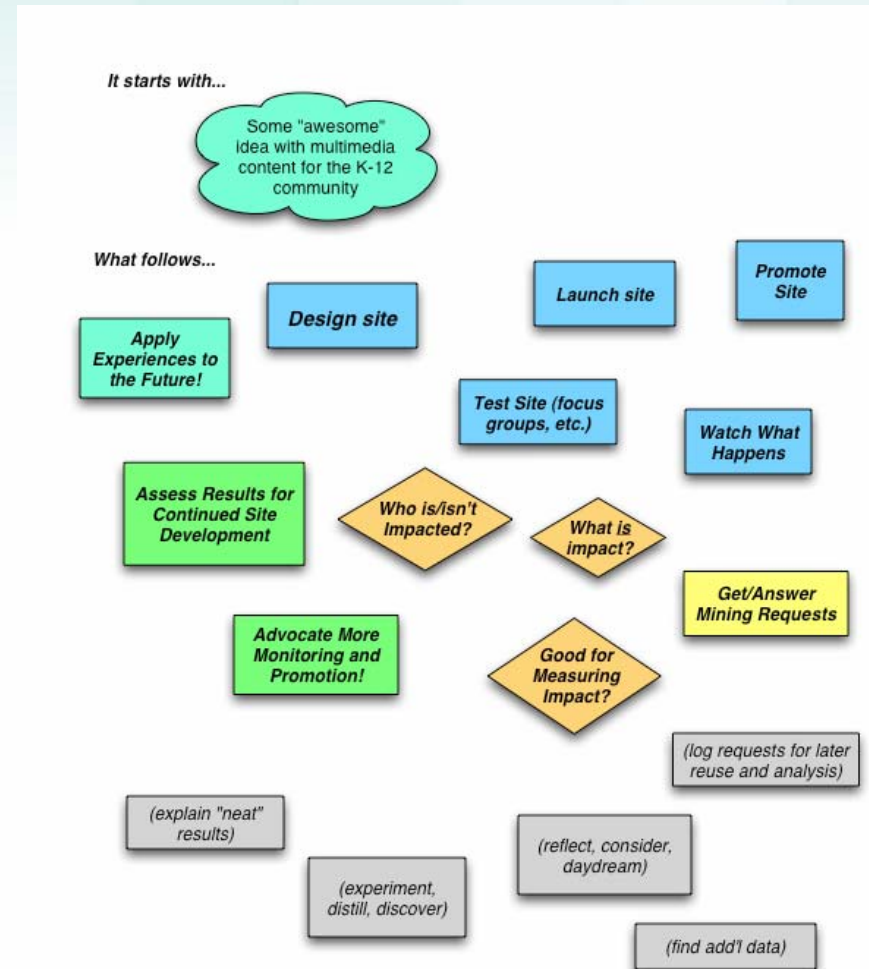 It starts with...
Some "awesome"
idea with multimedia
content for the K-12
community
What follows...
Promote
Site
Launch site
Design site
Apply
Experiences to
the Future!
Test Site (focus
groups, etc.)
Watch What
Happens
Assess Results for
Continued Site
Development
Who is/isn't
Impacted?
What is
impact?
Get/Answer
Mining Requests
Advocate More
Monitoring and
Promotion!
Good for
Measuring
Impact?
(log requests for later
reuse and analysis)
(explain "neat"
results)
(reflect, consider,
daydream)
(experiment,
distill, discover)
(find add'l data)